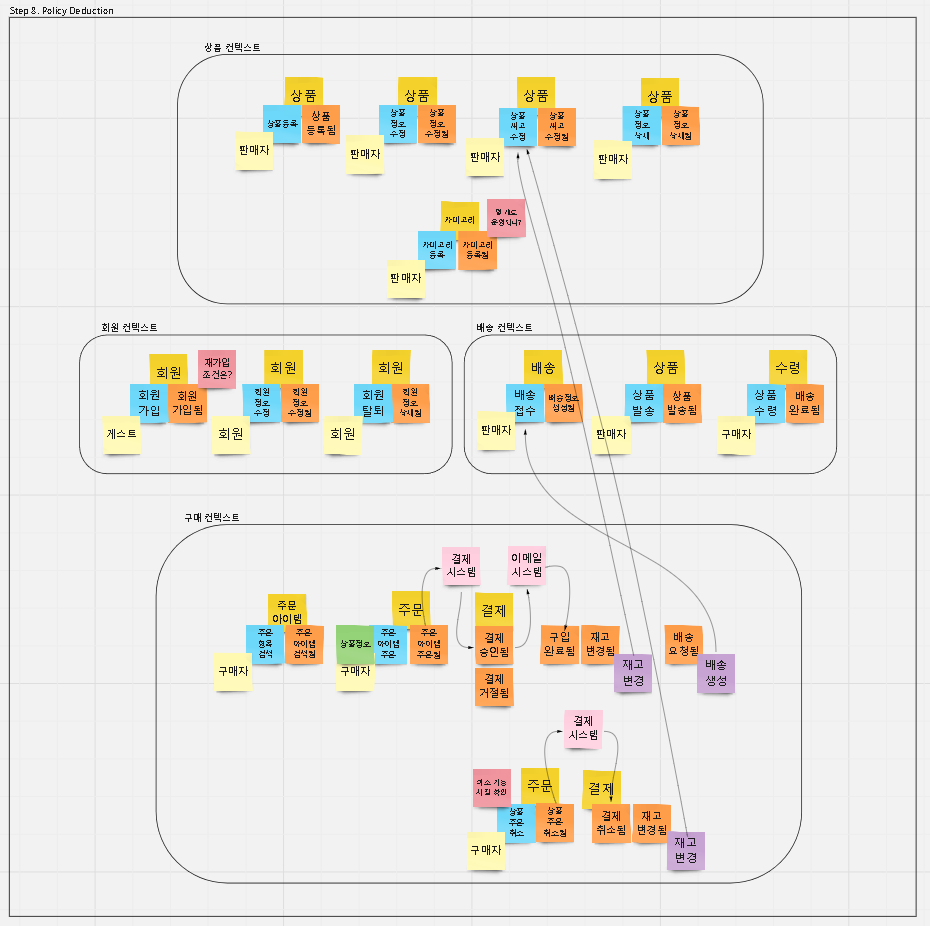 Step 8. Policy Deduction
상품 컨텍스트
상품
상품등록
상품
등록됨
판매자
상품
상품
정보
수정
상품
정보
수정됨
판매자
상품
상품
재고
수정
상품
재고
수정됨
판매자
상품
상품
정보
삭제
상품
정보
삭제됨
판매자
카테고리
카테고리
등록
카테고리
등록됨
판매자
회원 컨텍스트
회원
재가입
조건은?
회원
가입
회원
가입됨
게스트
회원
회원
정보
수정
회원
정보
수정됨
회원
회원
회원
탈퇴
회원
정보
삭제됨
회원
배송 컨텍스트
배송
배송
접수
배송정보
생성됨
판매자
상품
상품
발송
상품
발송됨
판매자
수령
상품
수령
배송
완료됨
구매자
구매 컨텍스트
주문
아이템
주문
항목
검색
주문
아이템
검색됨
구매자
주문
상품정보
주문
아이템
주문
주문
아이템
주문됨
구매자
결제
시스템
결제
결제
승인됨
결제
거절됨
이메일
시스템
구입
완료됨
재고
변경됨
재고
변경
배송
요청됨
배송
생성
결제
시스템
취소 가능
시점 확인
주문
상품
주문
취소
상품
주문
취소됨
구매자
결제
결제
취소됨
재고
변경됨
재고
변경